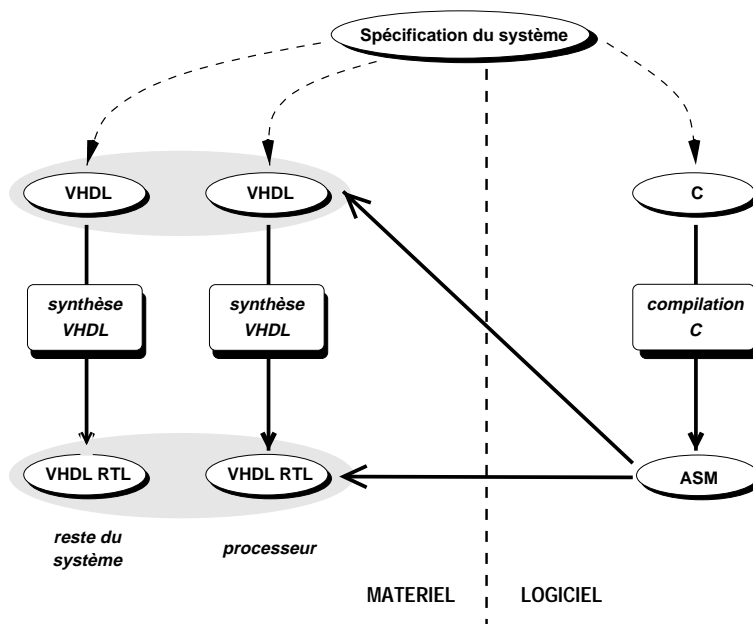 Spécification du système
VHDL
VHDL
C
synthèse
VHDL
synthèse
VHDL
compilation
C
VHDL RTL
VHDL RTL
ASM
reste du
système
processeur
MATERIEL
LOGICIEL